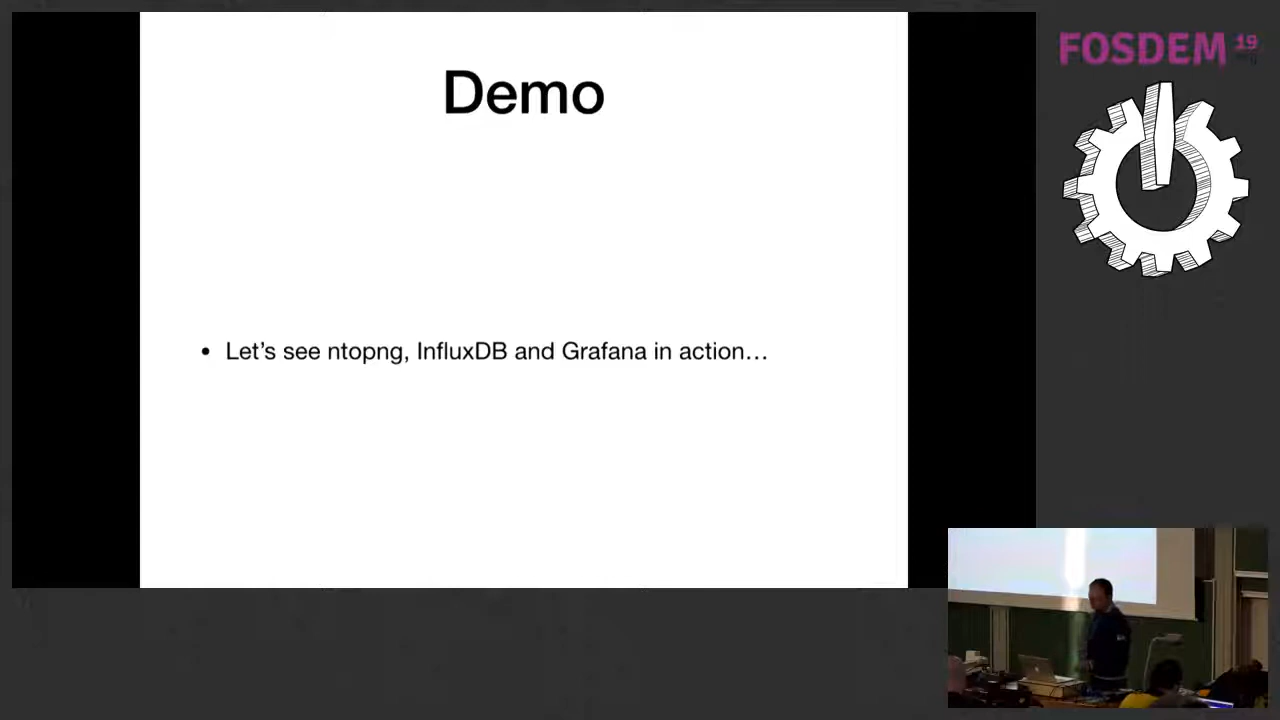 Demo
• Let's see ntopng, InfluxDB and Grafana in action…
FOSDEM 19